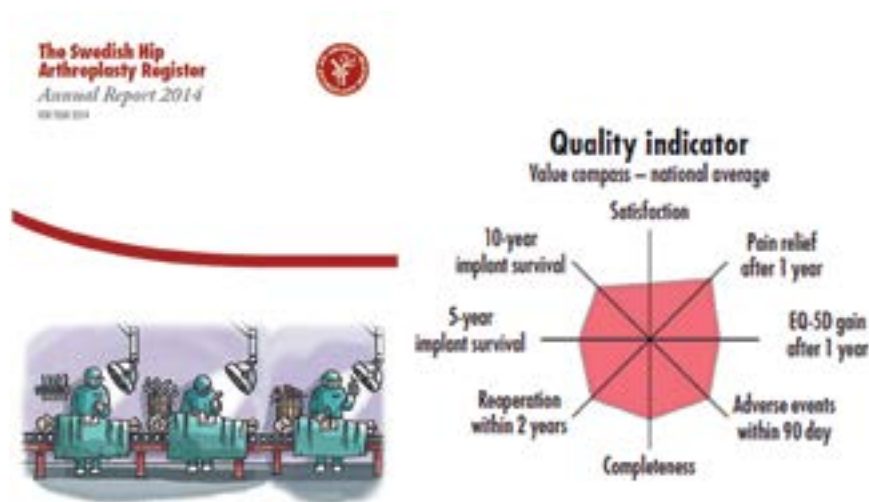 The Swedish Hip
Arthroplasty Register
Annual Report 2014
Quality indicator
Value compass – national average
Satisfaction
10-year
implant survival
Pain relief
after 1 year
5-year
implant survival
EQ-5D gain
after 1 year
Reoperation
within 2 years
Adverse events
within 90 day
Completeness